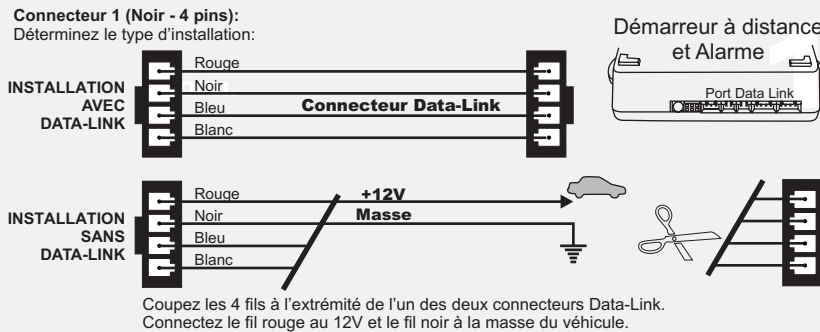 Connecteur 1 (Noir - 4 pins):
Déterminez le type d'installation:
Démarreur à distance
et Alarme
Port Data Link
INSTALLATION
AVEC
DATA-LINK
Rouge
Noir
Bleu
Blanc
Connecteur Data-Link
INSTALLATION
SANS
DATA-LINK
Rouge
Noir
Bleu
Blanc
+12V
Masse
Coupez les 4 fils à l'extrémité de l'un des deux connecteurs Data-Link.
Connectez le fil rouge au 12V et le fil noir à la masse du véhicule.